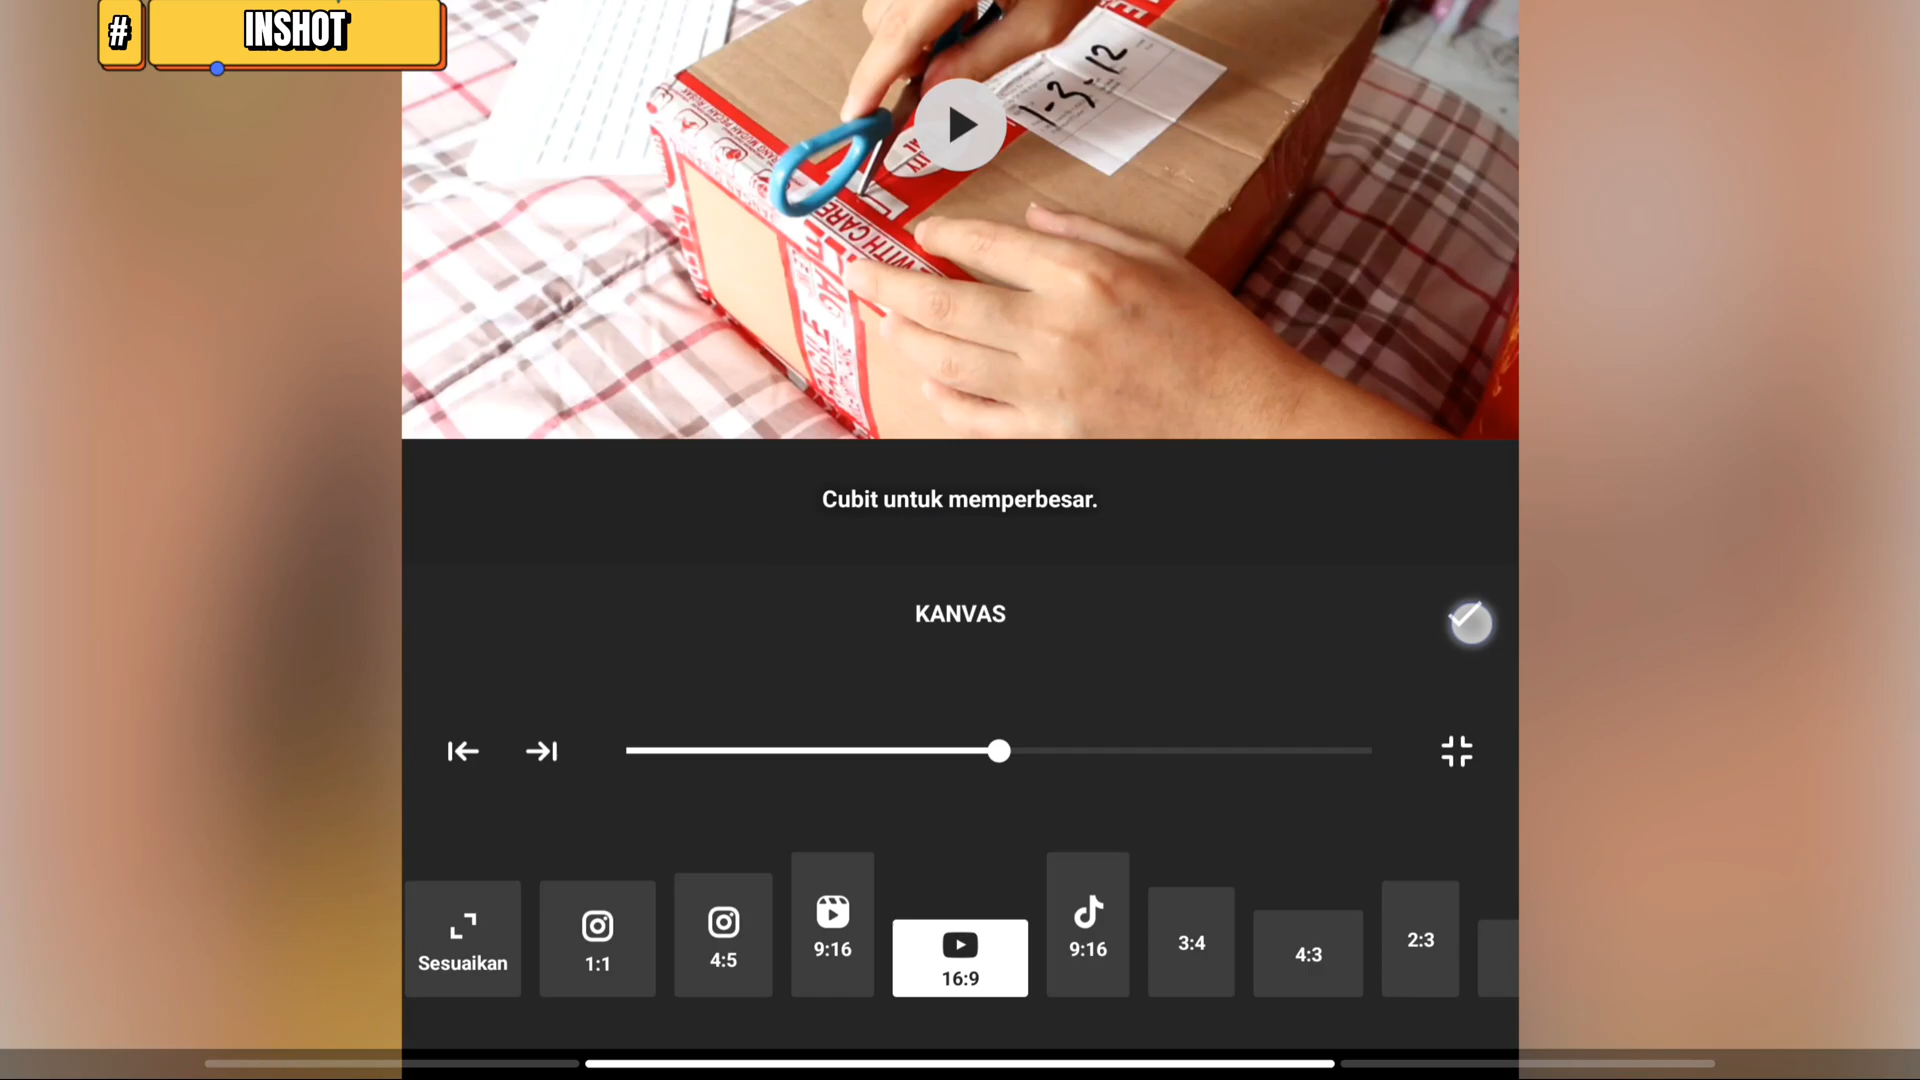 # INSHOT
1-3-12
WITH CARE
Cubit untuk memperbesar.
KANVAS
Sesuaikan
1:1
4:5
9:16
16:9
9:16
3:4
4:3
2:3